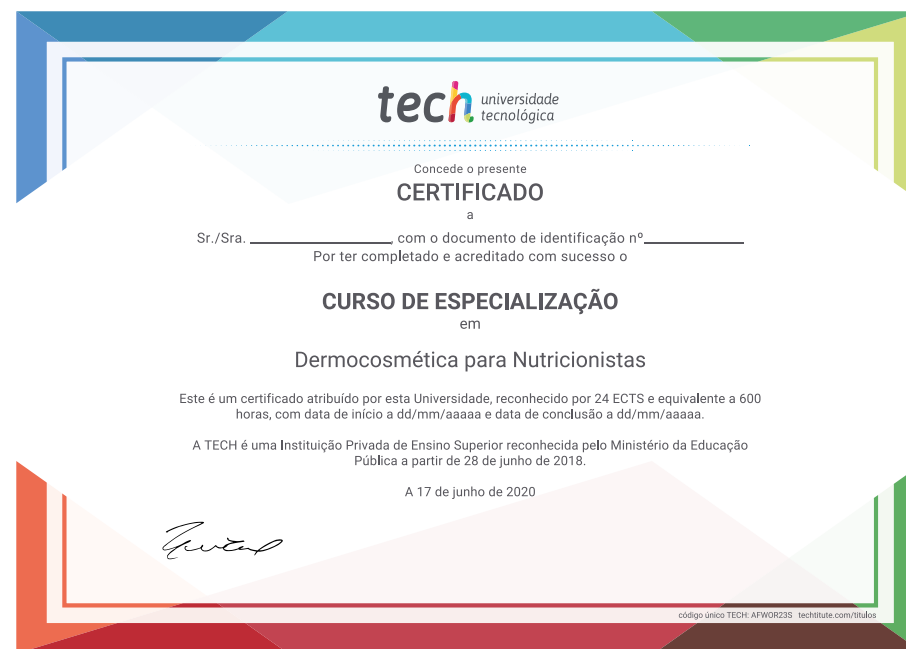 tech universidade
tecnológica
Concede o presente
CERTIFICADO
a
Sr./Sra. ________________, com o documento de identificação nº____________
Por ter completado e acreditado com sucesso o
CURSO DE ESPECIALIZAÇÃO
em
Dermocosmética para Nutricionistas
Este é um certificado atribuído por esta Universidade, reconhecido por 24 ECTS e equivalente a 600
horas, com data de início a dd/mm/aaaaa e data de conclusão a dd/mm/aaaaa.
A TECH é uma Instituição Privada de Ensino Superior reconhecida pelo Ministério da Educação
Pública a partir de 28 de junho de 2018.
A 17 de junho de 2020
código único TECH: AFWOR23S techtitute.com/titulos